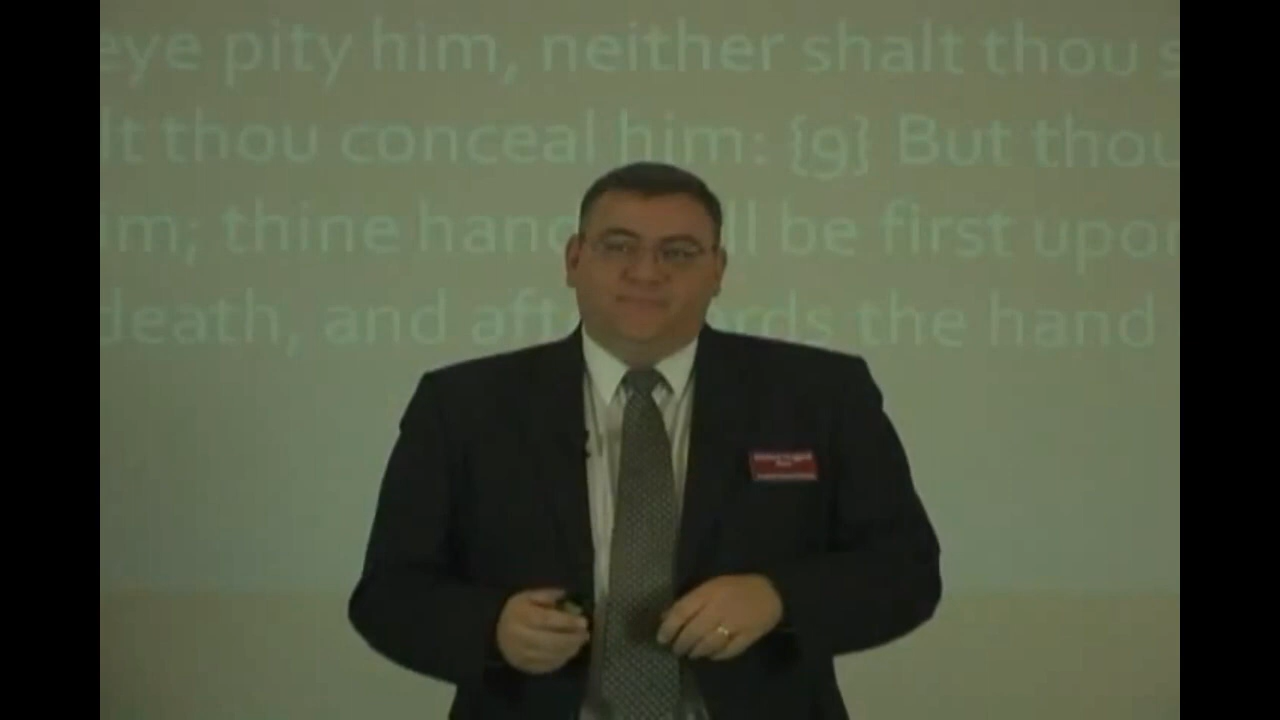 eye pity him, neither shalt thou s
lt thou conceal him: {9} But thou
im; thine hand ll be first upon
death, and aft rds the hand